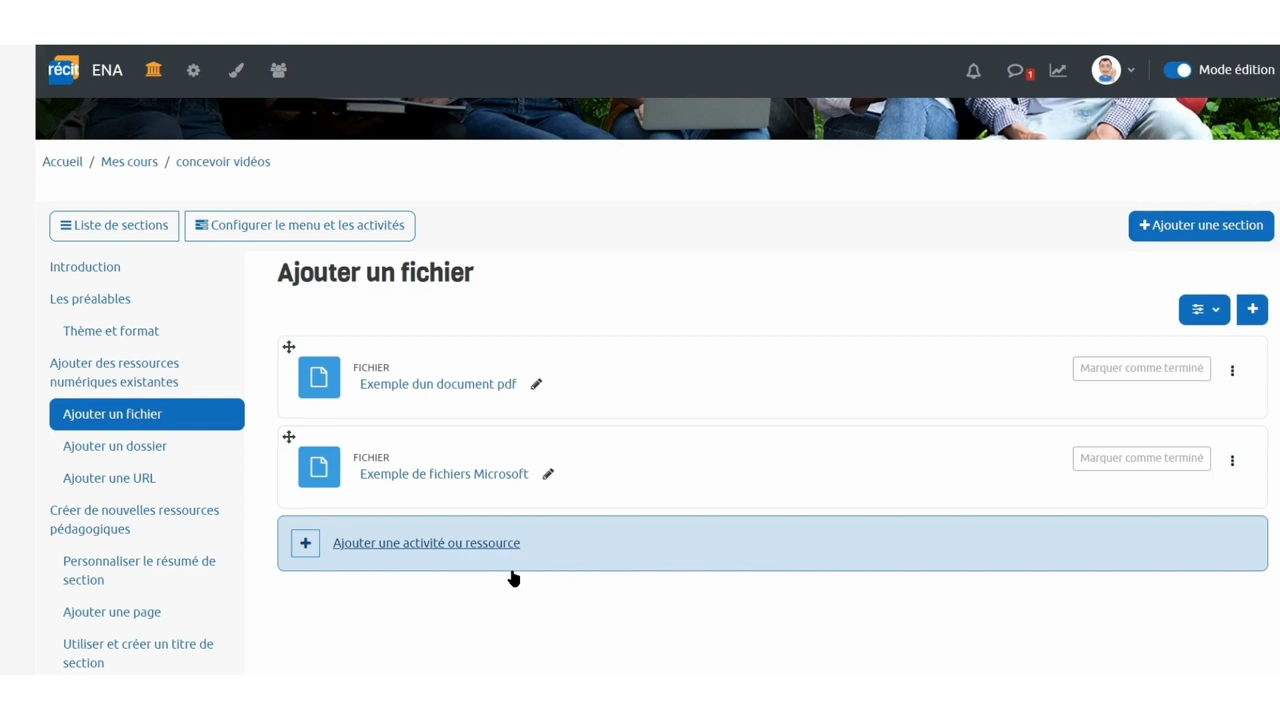 récit ENA
1
Mode édition
Accueil / Mes cours / concevoir vidéos
Liste de sections
Configurer le menu et les activités
Ajouter une section
Introduction
Les préalables
Thème et format
Ajouter des ressources
numériques existantes
Ajouter un fichier
Ajouter un dossier
Ajouter une URL
Créer de nouvelles ressources
pédagogiques
Personnaliser le résumé de
section
Ajouter une page
Utiliser et créer un titre de
section
Ajouter un fichier
FICHIER
Exemple dun document pdf
Marquer comme terminé
FICHIER
Exemple de fichiers Microsoft
Marquer comme terminé
Ajouter une activité ou ressource